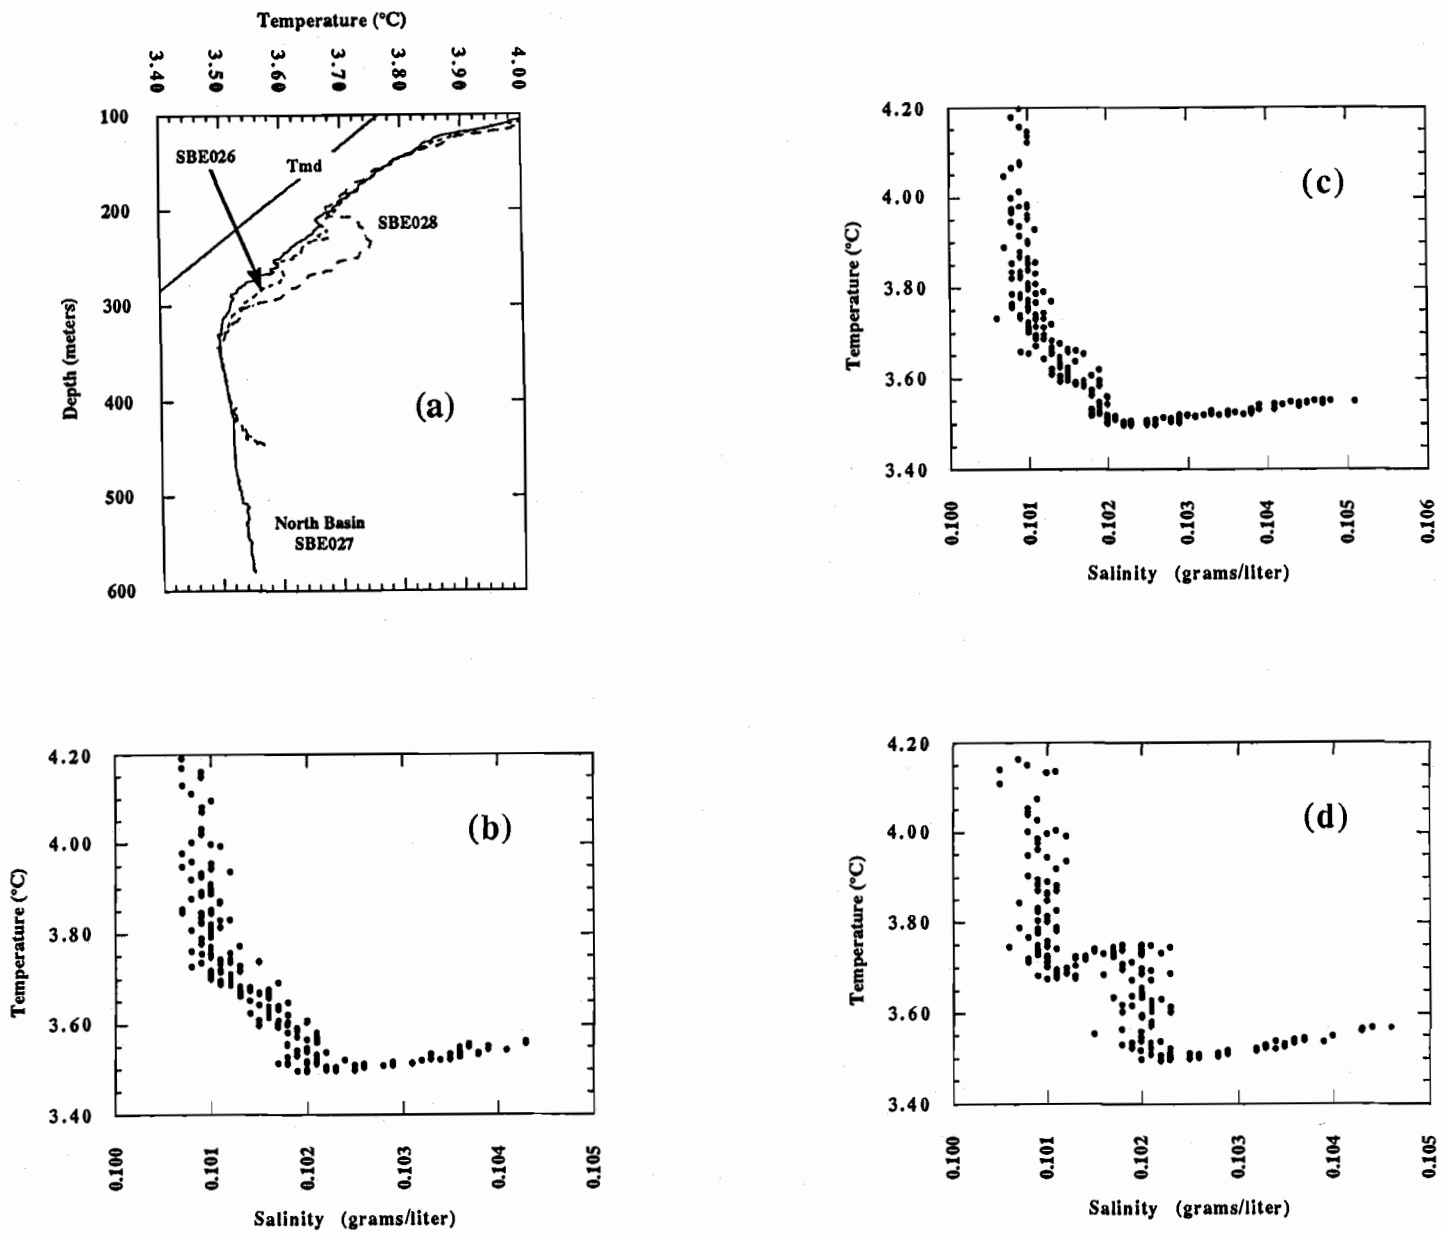 Temperature (°C)
3.40 3.50 3.60 3.70 3.80 3.90 4.00
100
200
300
400
500
600
Depth (meters)
SBE026
Tmd
SBE028
(a)
North Basin
SBE027
4.20
4.00
3.80
3.60
3.40
Temperature (°C)
(c)
0.100 0.101 0.102 0.103 0.104 0.105 0.106
Salinity (grams/liter)
4.20
4.00
3.80
3.60
3.40
Temperature (°C)
(b)
0.100 0.101 0.102 0.103 0.104 0.105
Salinity (grams/liter)
4.20
4.00
3.80
3.60
3.40
Temperature (°C)
(d)
0.100 0.101 0.102 0.103 0.104 0.105
Salinity (grams/liter)